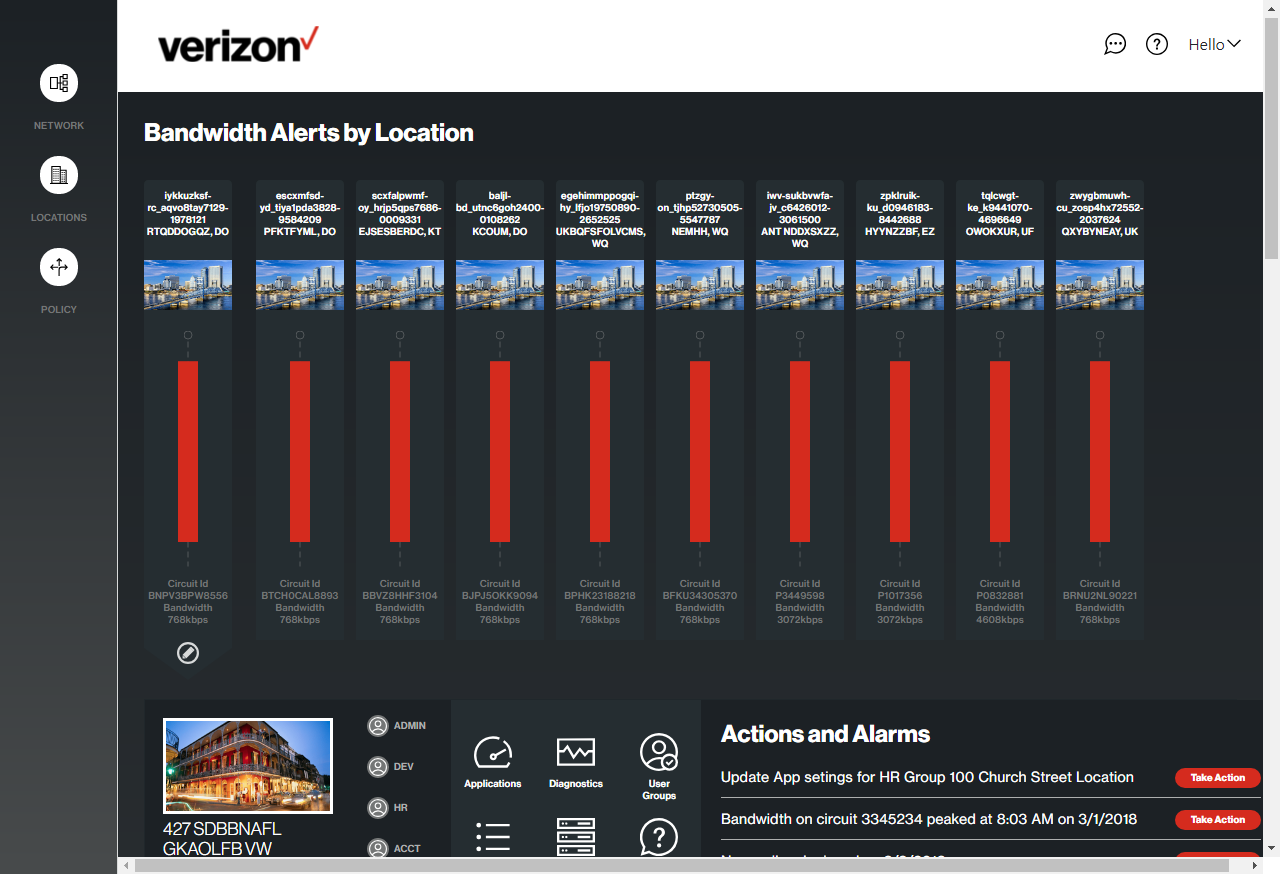 verizon
Hello
NETWORK
LOCATIONS
POLICY
Bandwidth Alerts by Location
iykkuzksf-
rc_aqvo8tay7129-
1978121
RTQDDOGQZ, DO
escxmfsd-
yd_tiya1pda3828-
9584209
PFKTFYML, DO
scxfalpwmf-
oy_hrjp5qps7686-
0009331
EJSESBERDC, KT
baljl-
bd_utnc6goh2400-
0108262
KCOUM, DO
egehimmppogqi-
hy_lfjo19750890-
2652525
UKBQFSFOLVCMS,
WQ
ptzgy-
on_tjhp52730505-
5547787
NEMHH, WQ
iwv-sukbvwfa-
jv_c6426012-
3061500
ANT NDDXSXZZ,
WQ
zpklruik-
ku_d0946183-
8442688
HYYNZZBF, EZ
tqlcwgt-
ke_k9441070-
4696649
OWOKXUR, UF
zwygbmuwh-
cu_zosp4hx72552-
2037624
QXYBYNEAY, UK
Circuit Id
BNPV3BPW8556
Bandwidth
768kbps
Circuit Id
BTCH0CAL8893
Bandwidth
768kbps
Circuit Id
BBVZ8HHF3104
Bandwidth
768kbps
Circuit Id
BJPJ5OKK9094
Bandwidth
768kbps
Circuit Id
BPHK23188218
Bandwidth
768kbps
Circuit Id
BFKU34305370
Bandwidth
768kbps
Circuit Id
P3449598
Bandwidth
3072kbps
Circuit Id
P1017356
Bandwidth
3072kbps
Circuit Id
P0832881
Bandwidth
4608kbps
Circuit Id
BRNU2NL90221
Bandwidth
768kbps
427 SDBBNAFL
GKAOLFB VW
ADMIN
DEV
HR
ACCT
Applications
Diagnostics
User
Groups
Actions and Alarms
Update App setings for HR Group 100 Church Street Location
Take Action
Bandwidth on circuit 3345234 peaked at 8:03 AM on 3/1/2018
Take Action